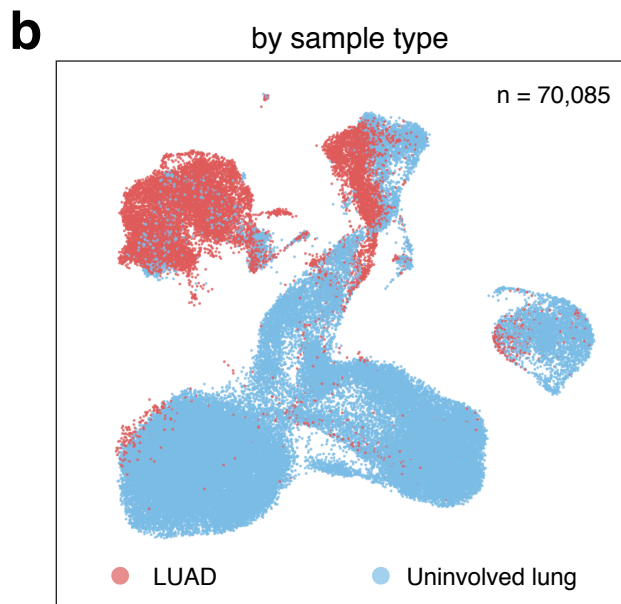 b
by sample type
n = 70,085
LUAD
Uninvolved lung